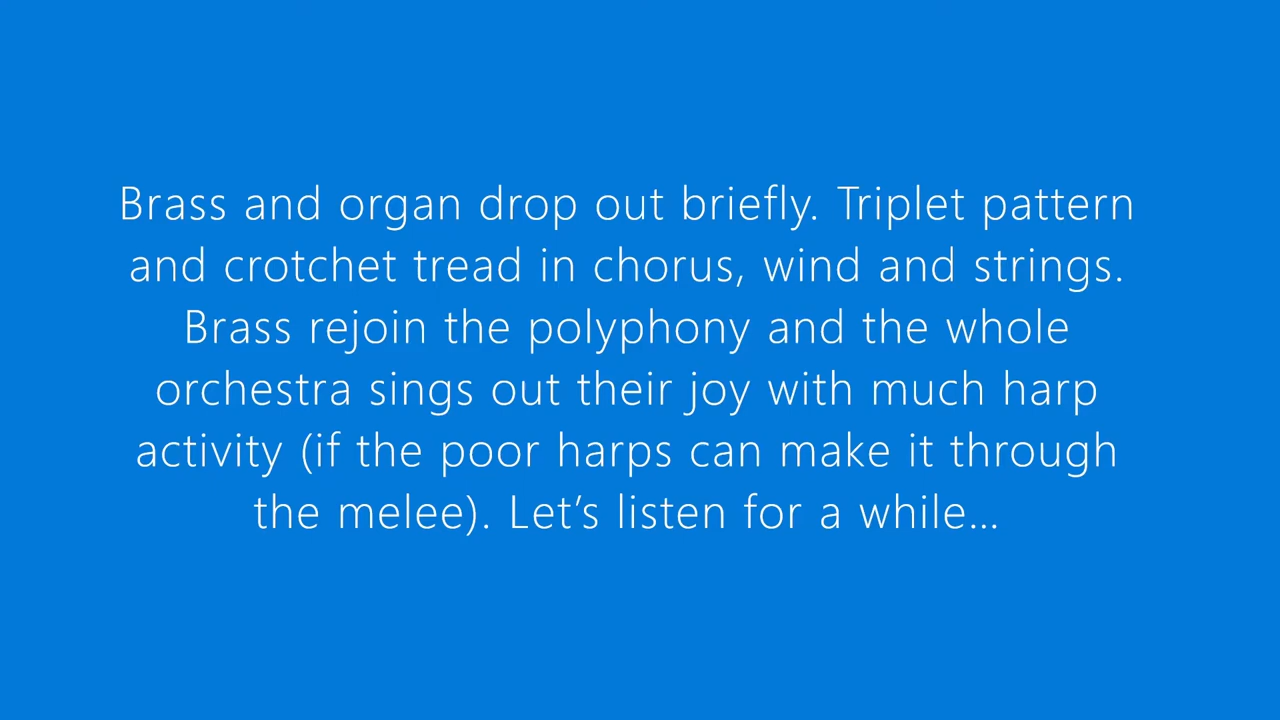 Brass and organ drop out briefly. Triplet pattern
and crotchet tread in chorus, wind and strings.
Brass rejoin the polyphony and the whole
orchestra sings out their joy with much harp
activity (if the poor harps can make it through
the melee). Let’s listen for a while...